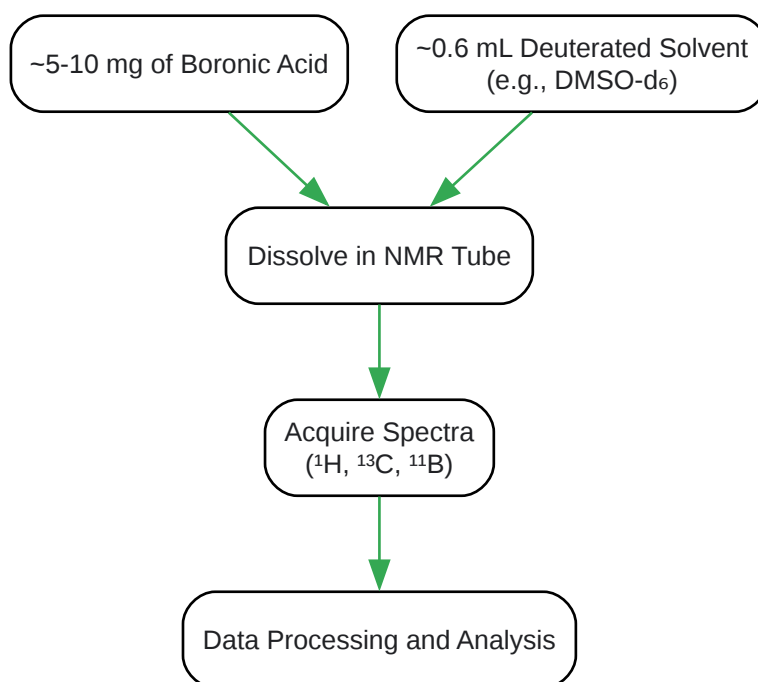 ~5-10 mg of Boronic Acid
~0.6 mL Deuterated Solvent
(e.g., DMSO-d₆)
Dissolve in NMR Tube
Acquire Spectra
(¹H, ¹³C, ¹¹B)
Data Processing and Analysis